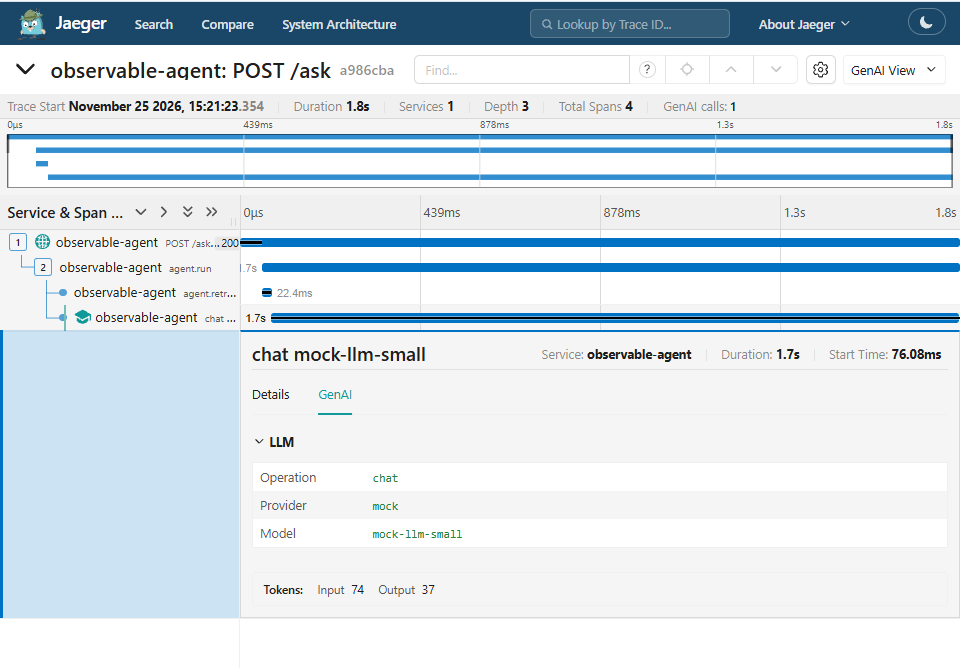 Jaeger Search Compare System Architecture Lookup by Trace ID... About Jaeger
observable-agent: POST /ask a986cba Find... ? GenAI View
Trace Start November 25 2026, 15:21:23.354 Duration 1.8s Services 1 Depth 3 Total Spans 4 GenAI calls: 1
0μs 439ms 878ms 1.3s 1.8s
Service & Span ... 0μs 439ms 878ms 1.3s 1.8s
1 observable-agent POST /ask... 200
2 observable-agent agent.run 1.7s
observable-agent agent.retr... 22.4ms
observable-agent chat ... 1.7s
chat mock-llm-small Service: observable-agent Duration: 1.7s Start Time: 76.08ms
Details GenAI
LLM
Operation chat
Provider mock
Model mock-llm-small
Tokens: Input 74 Output 37